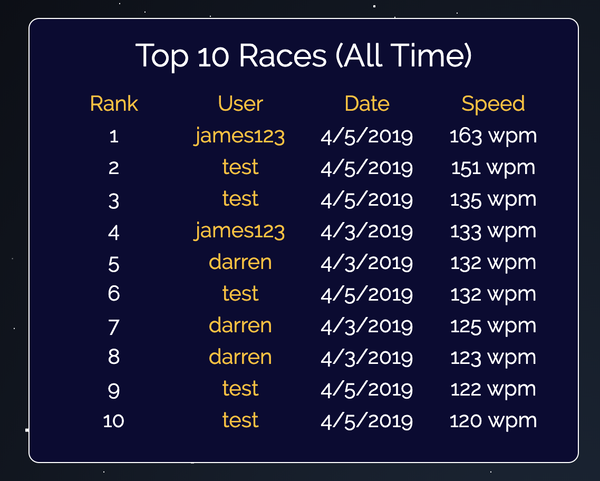 Top 10 Races (All Time)
Rank User Date Speed
1 james123 4/5/2019 163 wpm
2 test 4/5/2019 151 wpm
3 test 4/5/2019 135 wpm
4 james123 4/3/2019 133 wpm
5 darren 4/3/2019 132 wpm
6 test 4/5/2019 132 wpm
7 darren 4/3/2019 125 wpm
8 darren 4/3/2019 123 wpm
9 test 4/5/2019 122 wpm
10 test 4/5/2019 120 wpm